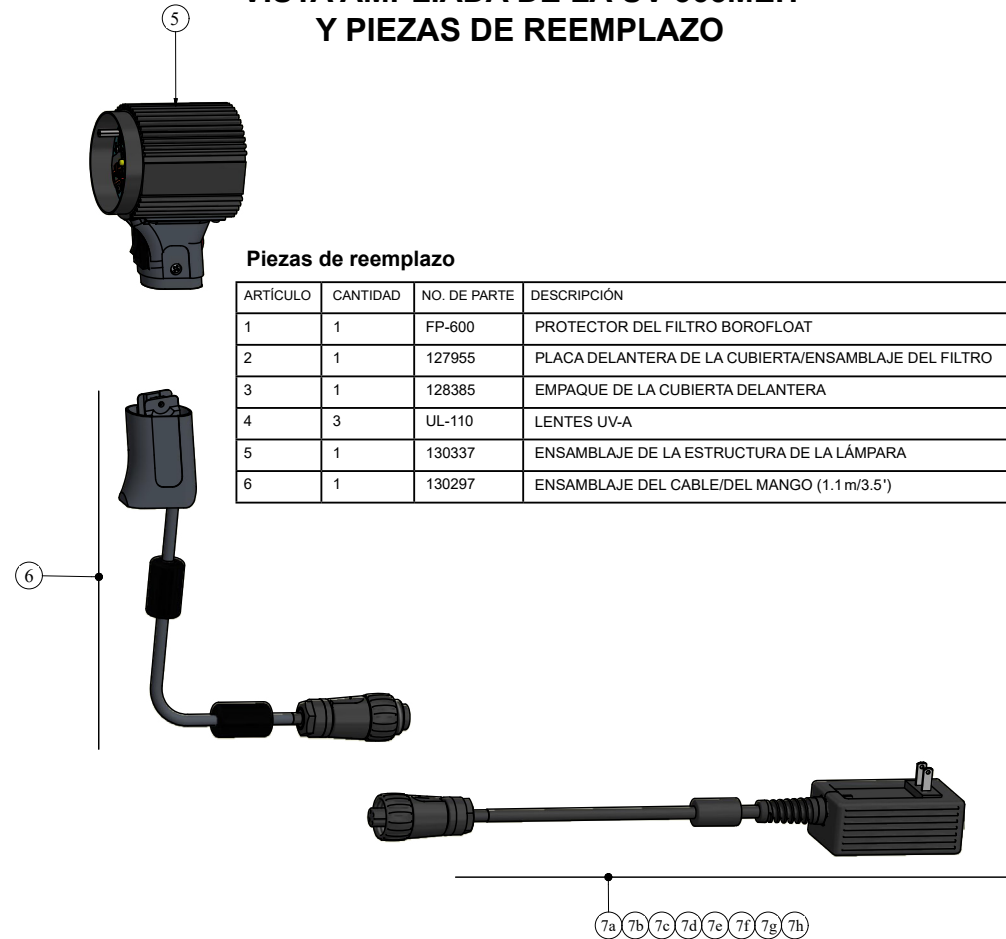 Y PIEZAS DE REEMPLAZO
5
Piezas de reemplazo
ARTÍCULO CANTIDAD NO. DE PARTE DESCRIPCIÓN
1 1 FP-600 PROTECTOR DEL FILTRO BOROFLOAT
2 1 127955 PLACA DELANTERA DE LA CUBIERTA/ENSAMBLAJE DEL FILTRO
3 1 128385 EMPAQUE DE LA CUBIERTA DELANTERA
4 3 UL-110 LENTES UV-A
5 1 130337 ENSAMBLAJE DE LA ESTRUCTURA DE LA LÁMPARA
6 1 130297 ENSAMBLAJE DEL CABLE/DEL MANGO (1.1 m/3.5')
6
7a 7b 7c 7d 7e 7f 7g 7h